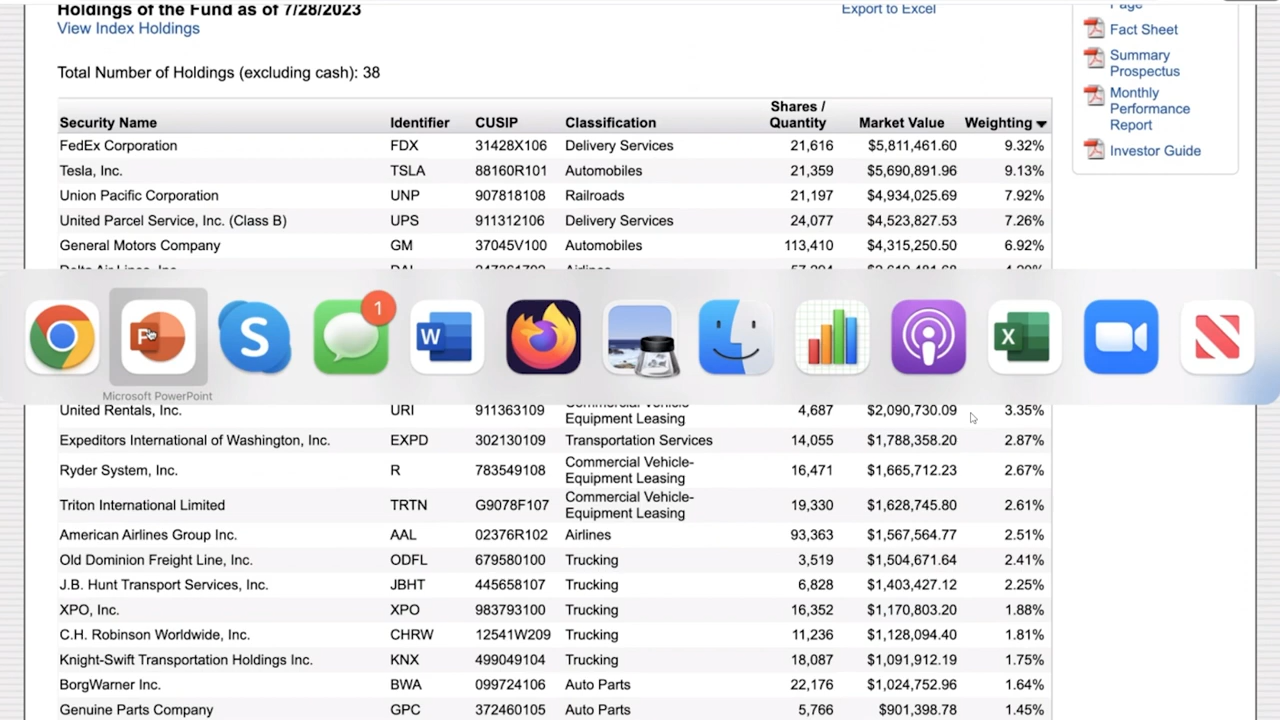 Holdings of the Fund as of 7/28/2023
Export to Excel
View Index Holdings
Page
Fact Sheet
Summary
Prospectus
Monthly
Performance
Report
Investor Guide
Total Number of Holdings (excluding cash): 38
Security Name Identifier CUSIP Classification Shares / Quantity Market Value Weighting
FedEx Corporation FDX 31428X106 Delivery Services 21,616 $5,811,461.60 9.32%
Tesla, Inc. TSLA 88160R101 Automobiles 21,359 $5,690,891.96 9.13%
Union Pacific Corporation UNP 907818108 Railroads 21,197 $4,934,025.69 7.92%
United Parcel Service, Inc. (Class B) UPS 911312106 Delivery Services 24,077 $4,523,827.53 7.26%
General Motors Company GM 37045V100 Automobiles 113,410 $4,315,250.50 6.92%
1
P
S
W
X
Microsoft PowerPoint
United Rentals, Inc. URI 911363109 Commercial Vehicle-Equipment Leasing 4,687 $2,090,730.09 3.35%
Expeditors International of Washington, Inc. EXPD 302130109 Transportation Services 14,055 $1,788,358.20 2.87%
Ryder System, Inc. R 783549108 Commercial Vehicle-Equipment Leasing 16,471 $1,665,712.23 2.67%
Triton International Limited TRTN G9078F107 Commercial Vehicle-Equipment Leasing 19,330 $1,628,745.80 2.61%
American Airlines Group Inc. AAL 02376R102 Airlines 93,363 $1,567,564.77 2.51%
Old Dominion Freight Line, Inc. ODFL 679580100 Trucking 3,519 $1,504,671.64 2.41%
J.B. Hunt Transport Services, Inc. JBHT 445658107 Trucking 6,828 $1,403,427.12 2.25%
XPO, Inc. XPO 983793100 Trucking 16,352 $1,170,803.20 1.88%
C.H. Robinson Worldwide, Inc. CHRW 12541W209 Trucking 11,236 $1,128,094.40 1.81%
Knight-Swift Transportation Holdings Inc. KNX 499049104 Trucking 18,087 $1,091,912.19 1.75%
BorgWarner Inc. BWA 099724106 Auto Parts 22,176 $1,024,752.96 1.64%
Genuine Parts Company GPC 372460105 Auto Parts 5,766 $901,398.78 1.45%